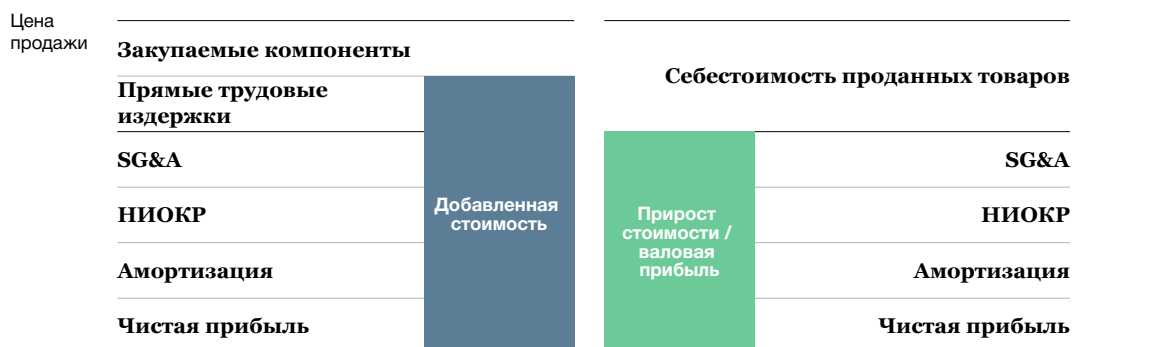 Цена
продажи
Закупаемые компоненты
Прямые трудовые
издержки
SG&A
НИОКР
Амортизация
Чистая прибыль
Добавленная
стоимость
Себестоимость проданных товаров
Прирост
стоимости /
валовая
прибыль
SG&A
НИОКР
Амортизация
Чистая прибыль